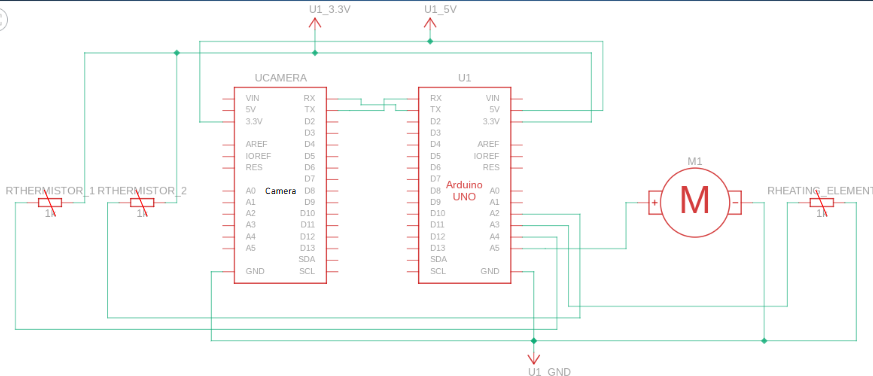 U1_3.3V
U1_5V
UCAMERA
U1
VIN
5V
3.3V
AREF
IOREF
RES
A0
A1
A2
A3
A4
A5
GND
RX
TX
D2
D3
D4
D5
D6
D7
D8
D9
D10
D11
D12
D13
SDA
SCL
Camera
RX
TX
D2
D3
D4
D5
D6
D7
D8
D9
D10
D11
D12
D13
SDA
SCL
VIN
5V
3.3V
AREF
IOREF
RES
A0
A1
A2
A3
A4
A5
GND
Arduino
UNO
RTHERMISTOR_1
1k
RTHERMISTOR_2
1k
M1
+
M
-
RHEATING_ELEMENT
1k
U1_GND